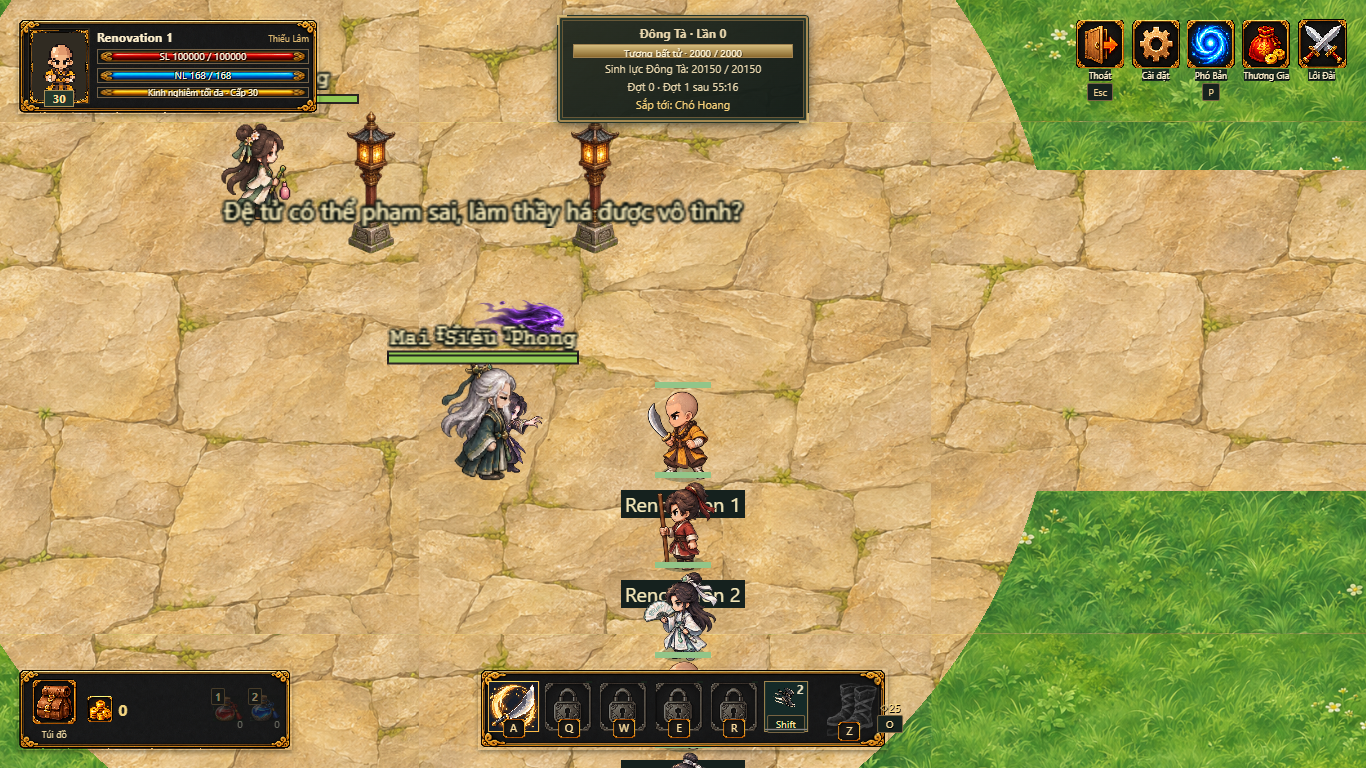 Renovation 1
Thiếu Lâm
SL 100000 / 100000
NL 168 / 168
Kinh nghiệm tối đa · Cấp 30
30
Đông Tà · Lần 0
Tượng bất tử · 2000 / 2000
Sinh lực Đông Tà: 20150 / 20150
Đợt 0 · Đợt 1 sau 55:16
Sắp tới: Chó Hoang
Thoát
Cài đặt
Phó Bản
Thương Gia
Lôi Đài
Esc
P
Đệ tử có thể phạm sai, làm thầy há được vô tình?
Mai Siêu Phong
1
2
Túi đồ
0
1
0
2
0
A
Q
W
E
R
2
Shift
Z
25
O